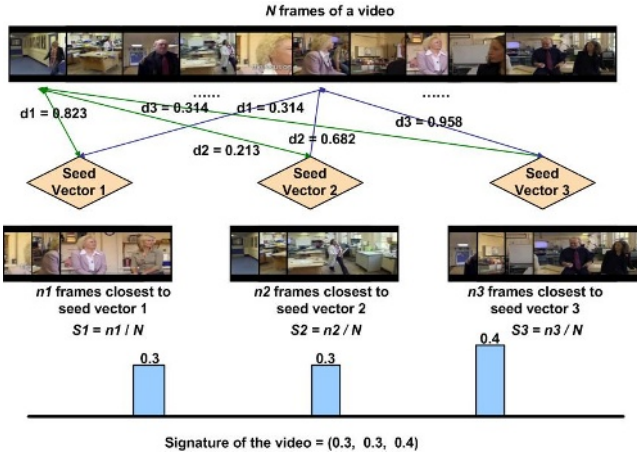 N frames of a video
...... ......
d1 = 0.823
d3 = 0.314
d1 = 0.314
d3 = 0.958
d2 = 0.213
d2 = 0.682
Seed
Vector 1
Seed
Vector 2
Seed
Vector 3
n1 frames closest to
seed vector 1
S1 = n1 / N
n2 frames closest to
seed vector 2
S2 = n2 / N
n3 frames closest to
seed vector 3
S3 = n3 / N
0.3
0.3
0.4
Signature of the video = (0.3, 0.3, 0.4)